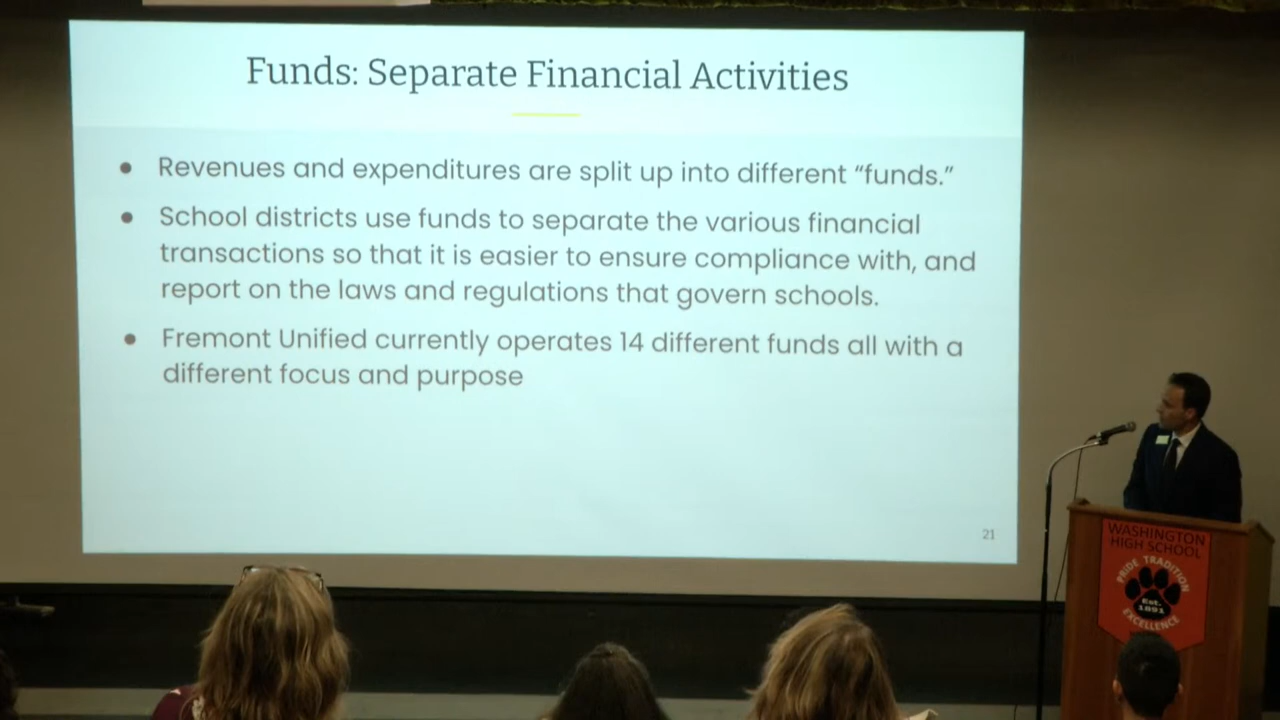 Funds: Separate Financial Activities
● Revenues and expenditures are split up into different “funds.”
● School districts use funds to separate the various financial
transactions so that it is easier to ensure compliance with, and
report on the laws and regulations that govern schools.
● Fremont Unified currently operates 14 different funds all with a
different focus and purpose
21
WASHINGTON
HIGH SCHOOL
PRIDE TRADITION
Est.
1891
EXCELLENCE